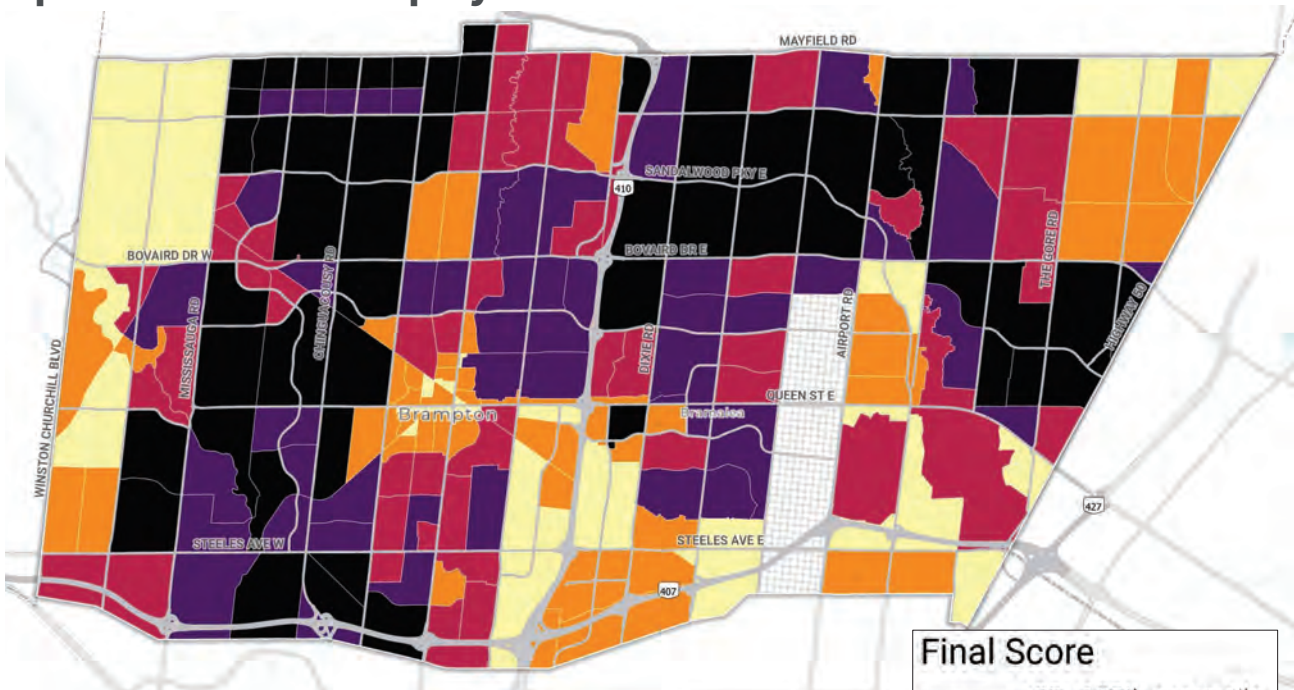 MAYFIELD RD
SANDALWOOD PKY E
410
BOVAIRD DR W
BOVAIRD DR E
THE GORE RD
HIGHWAY 50
MISSISSAUGA RD
CHINGUACOUSY RD
DIXIE RD
AIRPORT RD
WINSTON CHURCHILL BLVD
QUEEN ST E
Brampton
Bramalea
427
STEELES AVE W
STEELES AVE E
407
Final Score